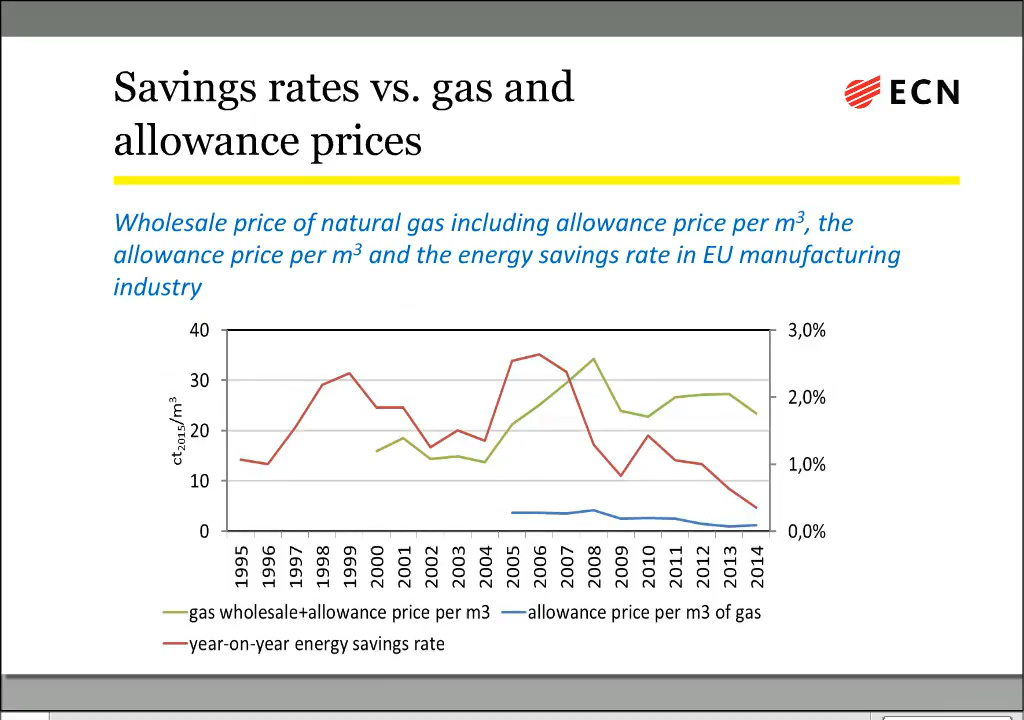 Savings rates vs. gas and
allowance prices
ECN
Wholesale price of natural gas including allowance price per m³, the
allowance price per m³ and the energy savings rate in EU manufacturing
industry
40
30
20
10
0
ct₂₀₁₅/m³
3,0%
2,0%
1,0%
0,0%
1995 1996 1997 1998 1999 2000 2001 2002 2003 2004 2005 2006 2007 2008 2009 2010 2011 2012 2013 2014
gas wholesale+allowance price per m3 allowance price per m3 of gas
year-on-year energy savings rate